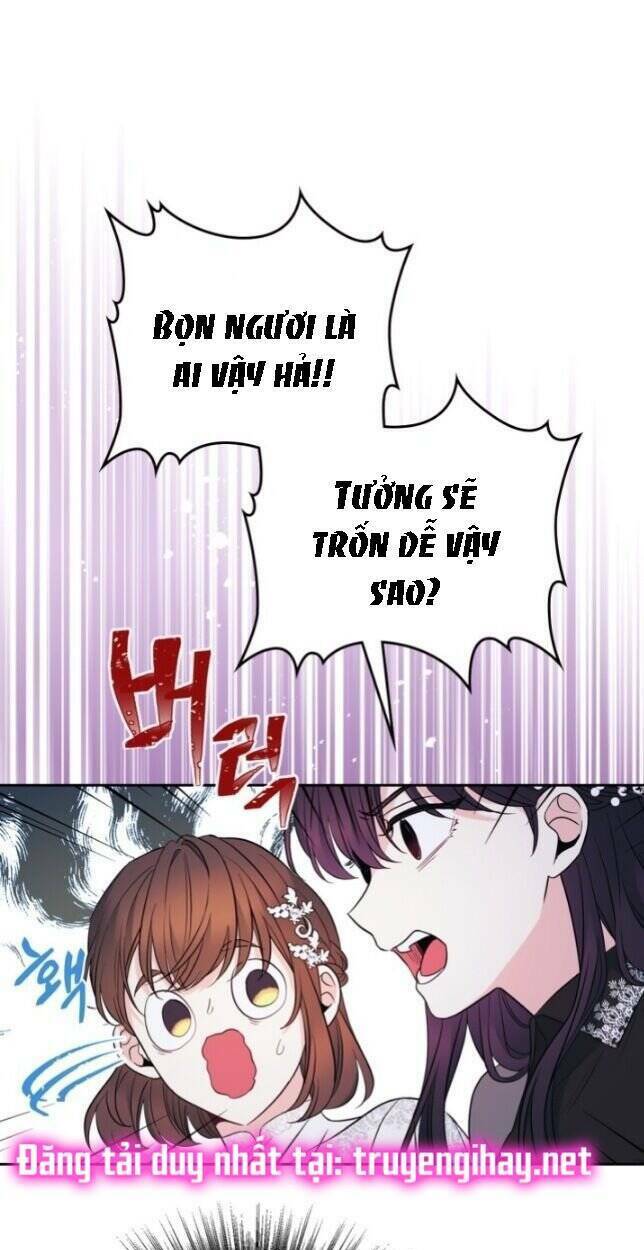 BỌN NGƯƠI LÀ
AI VẬY HẢ!!
TƯỞNG SẼ
TRỐN DỄ VẬY
SAO?
버럭
홱
Đăng tải duy nhất tại: truyengihay.net